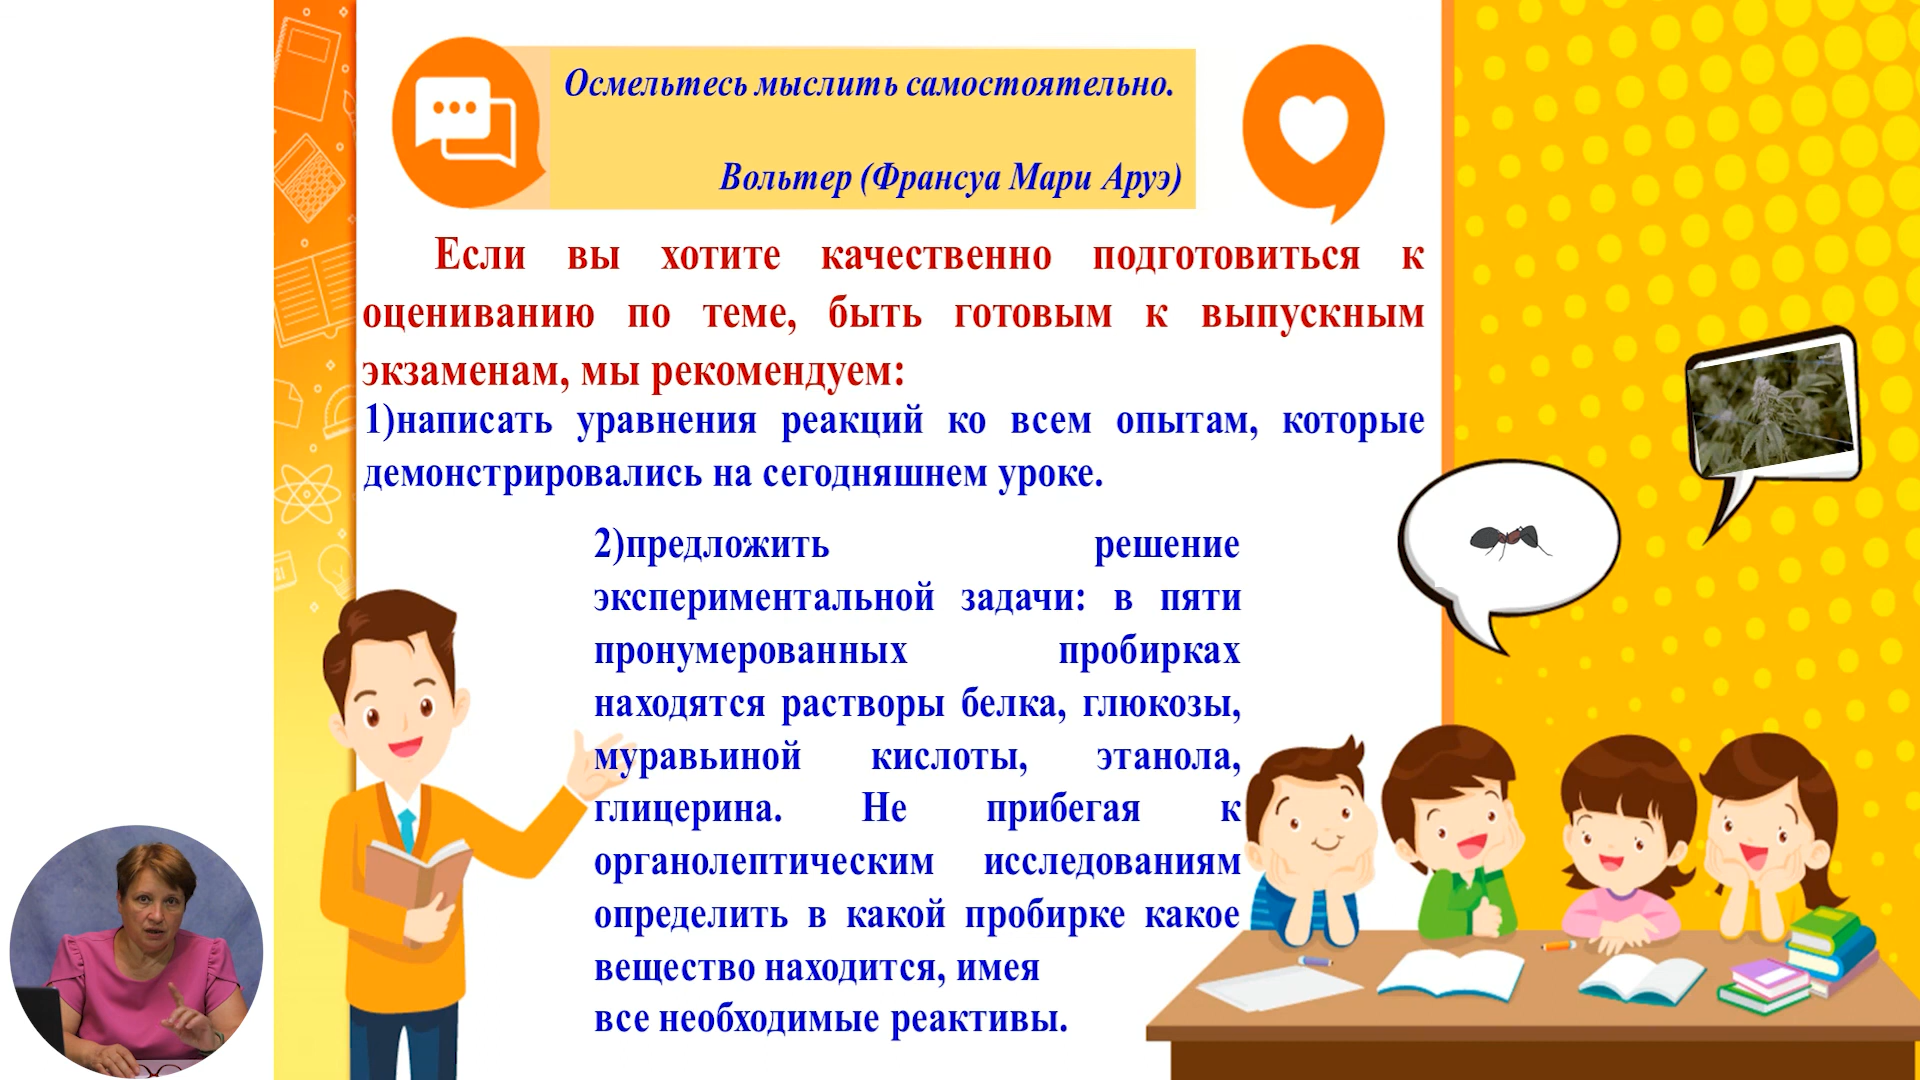 Осмельтесь мыслить самостоятельно.
Вольтер (Франсуа Мари Аруэ)
Если вы хотите качественно подготовиться к
оцениванию по теме, быть готовым к выпускным
экзаменам, мы рекомендуем:
1)написать уравнения реакций ко всем опытам, которые
демонстрировались на сегодняшнем уроке.
2)предложить решение
экспериментальной задачи: в пяти
пронумерованных пробирках
находятся растворы белка, глюкозы,
муравьиной кислоты, этанола,
глицерина. Не прибегая к
органолептическим исследованиям
определить в какой пробирке какое
вещество находится, имея
все необходимые реактивы.